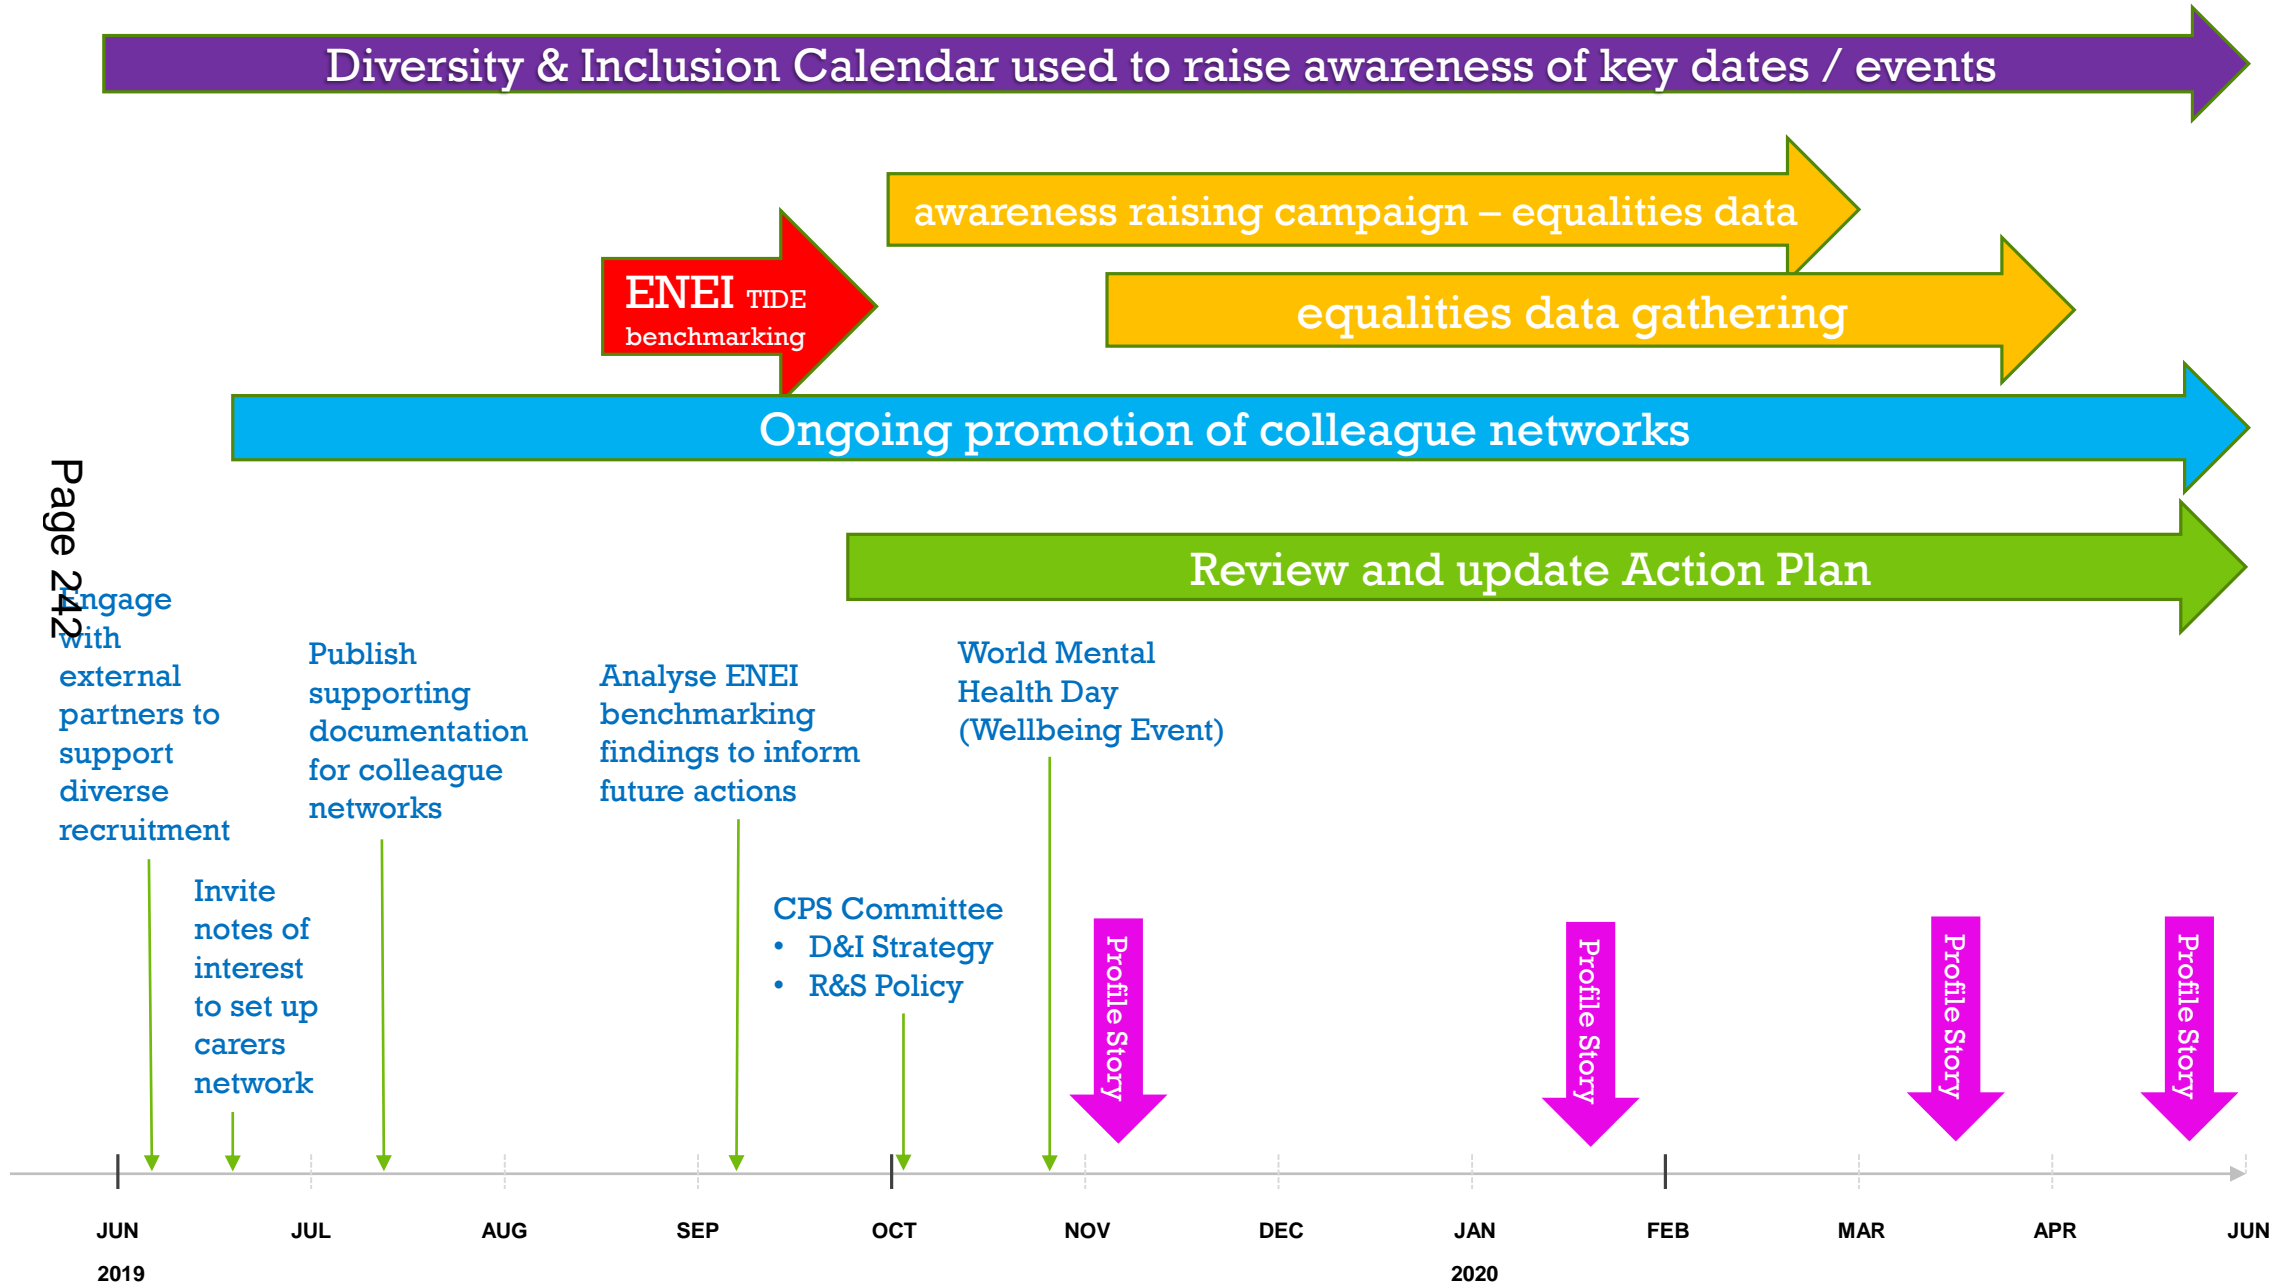 Diversity & Inclusion Calendar used to raise awareness of key dates / events
awareness raising campaign – equalities data
ENEI TIDE
benchmarking
equalities data gathering
Ongoing promotion of colleague networks
Page 242
Review and update Action Plan
Engage
with
external
partners to
support
diverse
recruitment
Invite
notes of
interest
to set up
carers
network
Publish
supporting
documentation
for colleague
networks
Analyse ENEI
benchmarking
findings to inform
future actions
CPS Committee
• D&I Strategy
• R&S Policy
World Mental
Health Day
(Wellbeing Event)
Profile Story
Profile Story
Profile Story
Profile Story
JUN JUL AUG SEP OCT NOV DEC JAN FEB MAR APR JUN
2019 2020